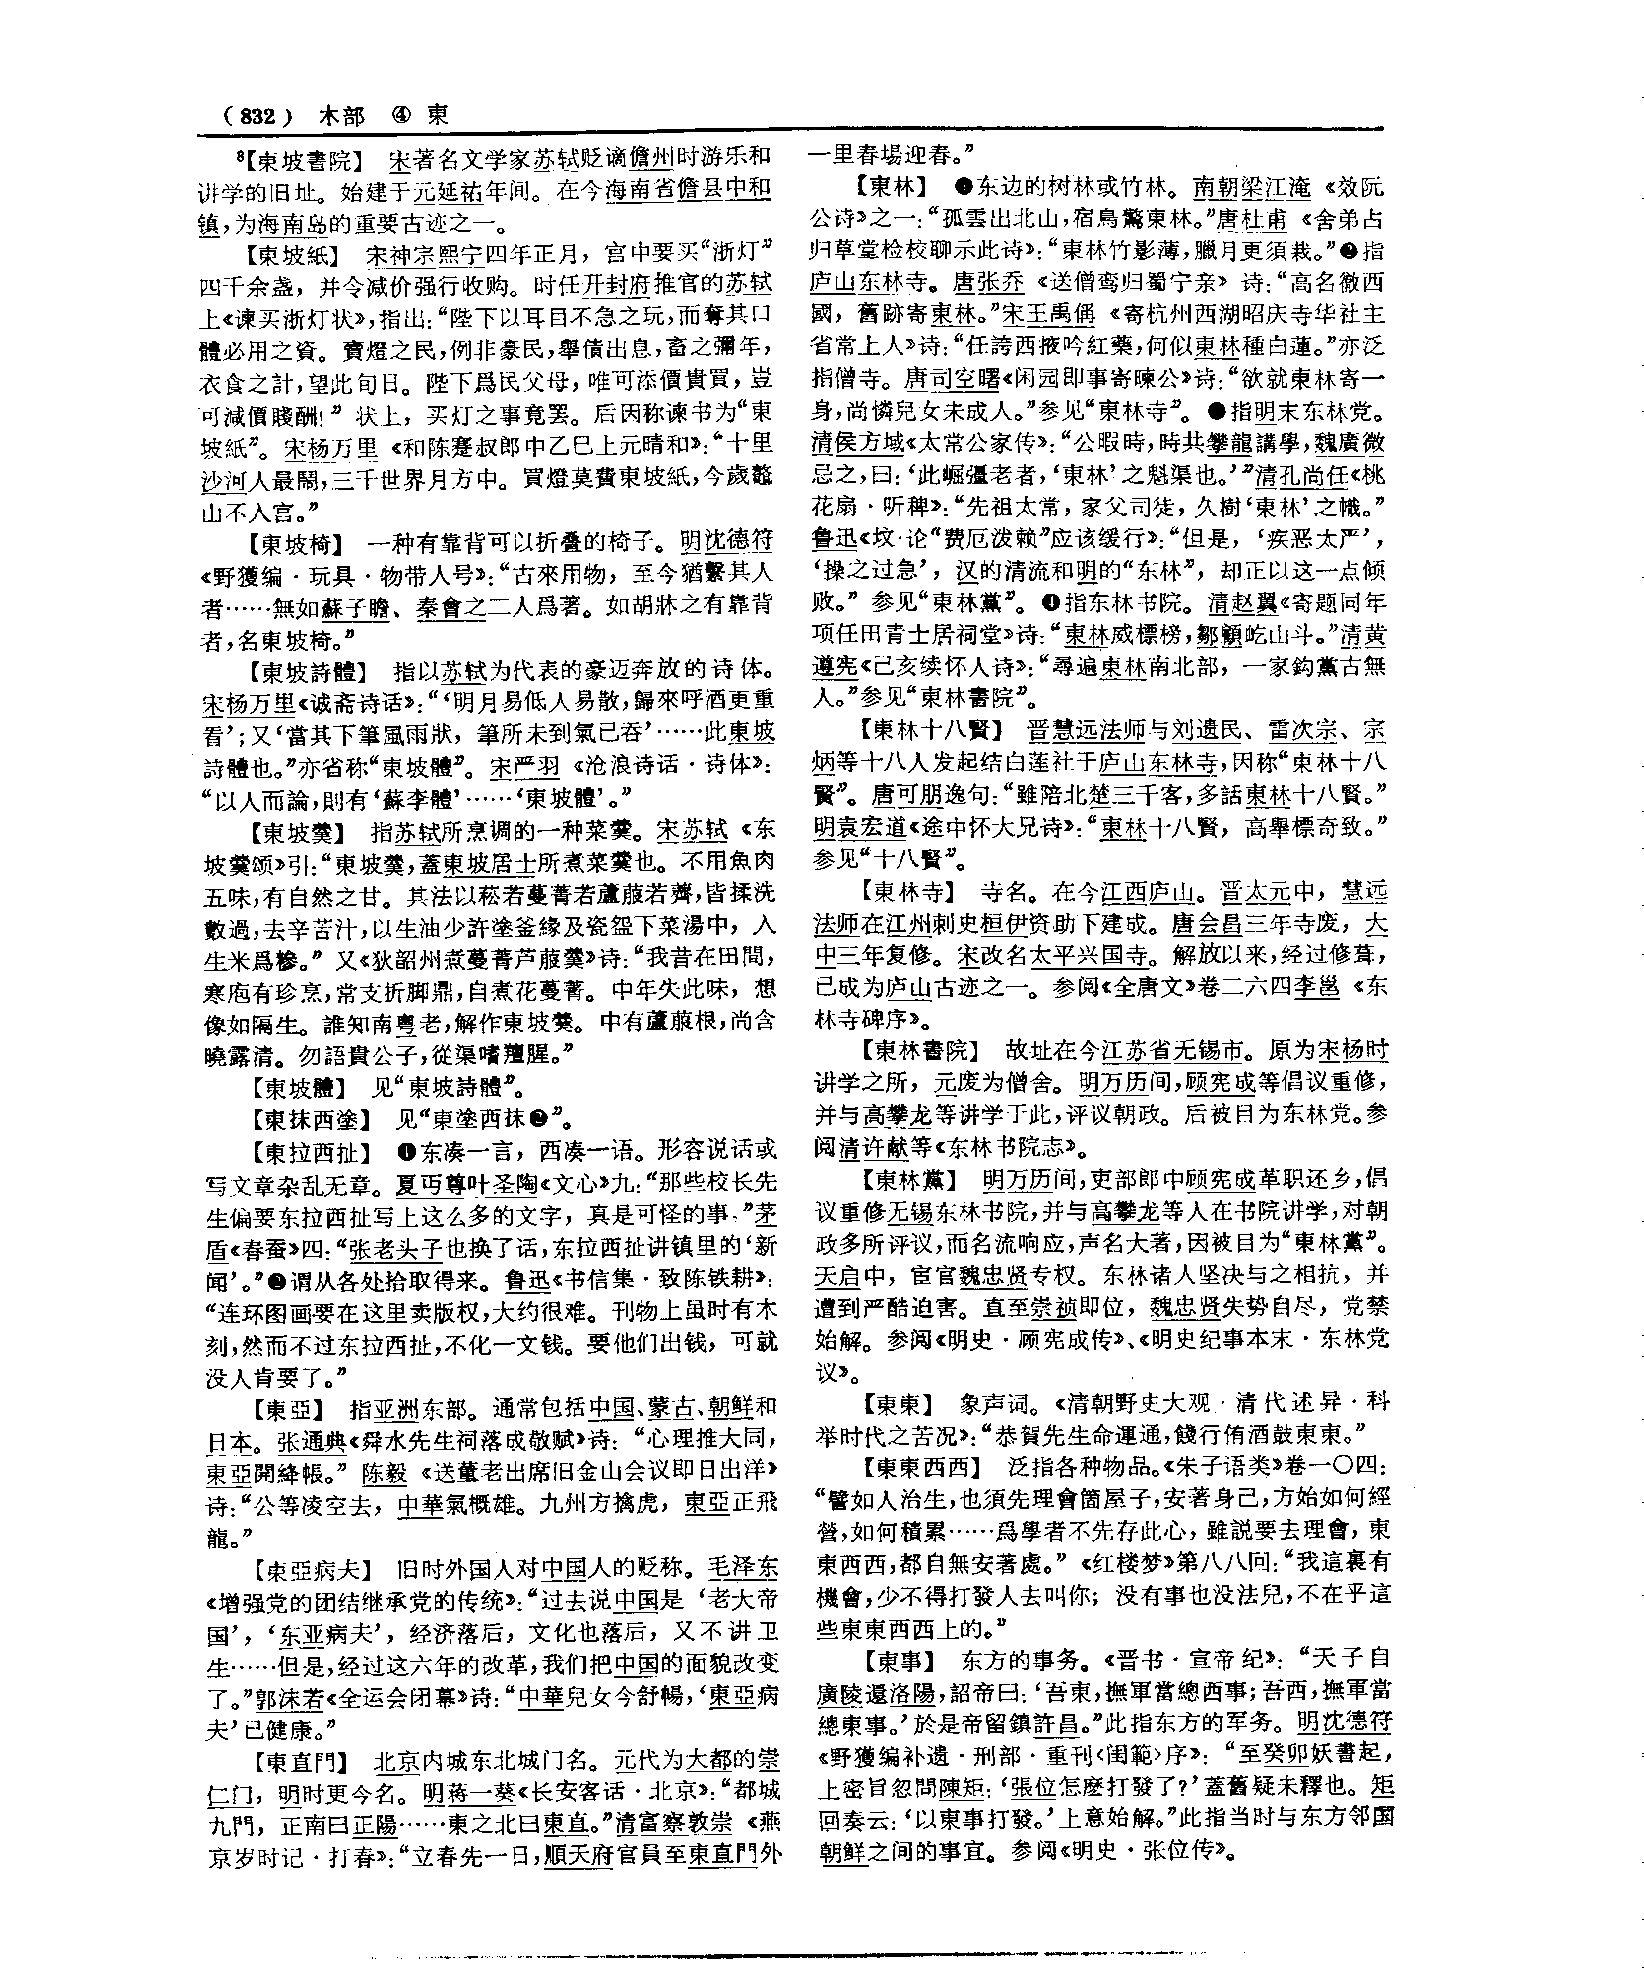 (832) 木部 ④ 東
⁸【東坡書院】 宋著名文学家苏轼贬谪儋州时游乐和
讲学的旧址。始建于元延祐年间。在今海南省儋县中和
镇，为海南岛的重要古迹之一。
【東坡紙】 宋神宗熙宁四年正月，宫中要买“浙灯”
四千余盏，并令减价强行收购。时任开封府推官的苏轼
上《谏买浙灯状》，指出：“陛下以耳目不急之玩，而奪其口
體必用之資。賣燈之民，例非豪民，舉債出息，畜之彌年，
衣食之計，望此旬日。陛下爲民父母，唯可添價貴買，豈
可減價賤酬！” 状上，买灯之事竟罢。后因称谏书为“東
坡紙”。宋杨万里《和陈蹇叔郎中乙巳上元晴和》：“十里
沙河人最鬧，三千世界月方中。買燈莫費東坡紙，今歲鼇
山不入宫。”
【東坡椅】 一种有靠背可以折叠的椅子。明沈德符
《野獲编·玩具·物带人号》：“古來用物，至今猶繫其人
者……無如蘇子瞻、秦會之二人爲著。如胡牀之有靠背
者，名東坡椅。”
【東坡詩體】 指以苏轼为代表的豪迈奔放的诗体。
宋杨万里《诚斋诗话》：“‘明月易低人易散，歸來呼酒更重
看’；又‘當其下筆風雨狀，筆所未到氣已吞’……此東坡
詩體也。”亦省称“東坡體”。宋严羽《沧浪诗话·诗体》：
“以人而論，則有‘蘇李體’……‘東坡體’。”
【東坡羹】 指苏轼所烹调的一种菜羹。宋苏轼《东
坡羹颂》引：“東坡羹，蓋東坡居士所煮菜羹也。不用魚肉
五味，有自然之甘。其法以菘若蔓菁若蘆菔若薺，皆揉洗
數過，去辛苦汁，以生油少許塗釜緣及瓷盌下菜湯中，入
生米爲糝。” 又《狄韶州煮蔓菁芦菔羹》诗：“我昔在田間，
寒庖有珍烹，常支折脚鼎，自煮花蔓菁。中年失此味，想
像如隔生。誰知南粵老，解作東坡羹。中有蘆菔根，尚含
曉露清。勿語貴公子，從渠嗜羶腥。”
【東坡體】 见“東坡詩體”。
【東抹西塗】 见“東塗西抹❷”。
【東拉西扯】 ❶东凑一言，西凑一语。形容说话或
写文章杂乱无章。夏丏尊叶圣陶《文心》九：“那些校长先
生偏要东拉西扯写上这么多的文字，真是可怪的事。”茅
盾《春蚕》四：“张老头子也换了话，东拉西扯讲镇里的‘新
闻’。”❷谓从各处拾取得来。鲁迅《书信集·致陈铁耕》：
“连环图画要在这里卖版权，大约很难。刊物上虽时有木
刻，然而不过东拉西扯，不化一文钱。要他们出钱，可就
没人肯要了。”
【東亞】 指亚洲东部。通常包括中国、蒙古、朝鲜和
日本。张通典《舜水先生祠落成敬赋》诗：“心理推大同，
東亞開絳帳。” 陈毅《送董老出席旧金山会议即日出洋》
诗：“公等凌空去，中華氣概雄。九州方擒虎，東亞正飛
龍。”
【東亞病夫】 旧时外国人对中国人的贬称。毛泽东
《增强党的团结继承党的传统》：“过去说中国是‘老大帝
国’，‘东亚病夫’，经济落后，文化也落后，又不讲卫
生……但是，经过这六年的改革，我们把中国的面貌改变
了。”郭沫若《全运会闭幕》诗：“中華兒女今舒暢，‘東亞病
夫’已健康。”
【東直門】 北京内城东北城门名。元代为大都的崇
仁门，明时更今名。明蒋一葵《长安客话·北京》：“都城
九門，正南曰正陽……東之北曰東直。”清富察敦崇《燕
京岁时记·打春》：“立春先一日，順天府官員至東直門外
一里春場迎春。”
【東林】 ❶东边的树林或竹林。南朝梁江淹《效阮
公诗》之一：“孤雲出北山，宿鳥驚東林。”唐杜甫《舍弟占
归草堂检校聊示此诗》：“東林竹影薄，臘月更須栽。”❷指
庐山东林寺。唐张乔《送僧鸾归蜀宁亲》诗：“高名徹西
國，舊跡寄東林。”宋王禹偁《寄杭州西湖昭庆寺华社主
省常上人》诗：“任誇西掖吟紅藥，何似東林種白蓮。”亦泛
指僧寺。唐司空曙《闲园即事寄暕公》诗：“欲就東林寄一
身，尚憐兒女未成人。”参见“東林寺”。❸指明末东林党。
清侯方域《太常公家传》：“公暇時，時共攀龍講學，魏廣微
忌之，曰：‘此崛彊老者，‘東林’之魁渠也。’”清孔尚任《桃
花扇·听稗》：“先祖太常，家父司徒，久樹‘東林’之幟。”
鲁迅《坟·论“费厄泼赖”应该缓行》：“但是，‘疾恶太严’，
‘操之过急’，汉的清流和明的“东林”，却正以这一点倾
败。” 参见“東林黨”。❹指东林书院。清赵翼《寄题同年
项任田青士居祠堂》诗：“東林威標榜，鄒顧屹山斗。”清黄
遵宪《己亥续怀人诗》：“尋遍東林南北部，一家鈎黨古無
人。”参见“東林書院”。
【東林十八賢】 晋慧远法师与刘遗民、雷次宗、宗
炳等十八人发起结白莲社于庐山东林寺，因称“東林十八
賢”。唐可朋逸句：“雖陪北楚三千客，多話東林十八賢。”
明袁宏道《途中怀大兄诗》：“東林十八賢，高舉標奇致。”
参见“十八賢”。
【東林寺】 寺名。在今江西庐山。晋太元中，慧远
法师在江州刺史桓伊资助下建成。唐会昌三年寺废，大
中三年复修。宋改名太平兴国寺。解放以来，经过修葺，
已成为庐山古迹之一。参阅《全唐文》卷二六四李邕《东
林寺碑序》。
【東林書院】 故址在今江苏省无锡市。原为宋杨时
讲学之所，元废为僧舍。明万历间，顾宪成等倡议重修，
并与高攀龙等讲学于此，评议朝政。后被目为东林党。参
阅清许献等《东林书院志》。
【東林黨】 明万历间，吏部郎中顾宪成革职还乡，倡
议重修无锡东林书院，并与高攀龙等人在书院讲学，对朝
政多所评议，而名流响应，声名大著，因被目为“東林黨”。
天启中，宦官魏忠贤专权。东林诸人坚决与之相抗，并
遭到严酷迫害。直至崇祯即位，魏忠贤失势自尽，党禁
始解。参阅《明史·顾宪成传》、《明史纪事本末·东林党
议》。
【東東】 象声词。《清朝野史大观·清代述异·科
举时代之苦况》：“恭賀先生命運通，餞行侑酒鼓東東。”
【東東西西】 泛指各种物品。《朱子语类》卷一〇四：
“譬如人治生，也須先理會箇屋子，安著身己，方始如何經
營，如何積累……爲學者不先存此心，雖説要去理會，東
東西西，都自無安著處。” 《红楼梦》第八八回：“我這裏有
機會，少不得打發人去叫你；没有事也没法兒，不在乎這
些東東西西上的。”
【東事】 东方的事务。《晋书·宣帝纪》：“天子自
廣陵還洛陽，詔帝曰：‘吾東，撫軍當總西事；吾西，撫軍當
總東事。’於是帝留鎮許昌。”此指东方的军务。明沈德符
《野獲编补遗·刑部·重刊〈闺範〉序》：“至癸卯妖書起，
上密旨忽問陳矩：‘張位怎麽打發了？’蓋舊疑未釋也。矩
回奏云：‘以東事打發。’上意始解。”此指当时与东方邻国
朝鲜之间的事宜。参阅《明史·张位传》。